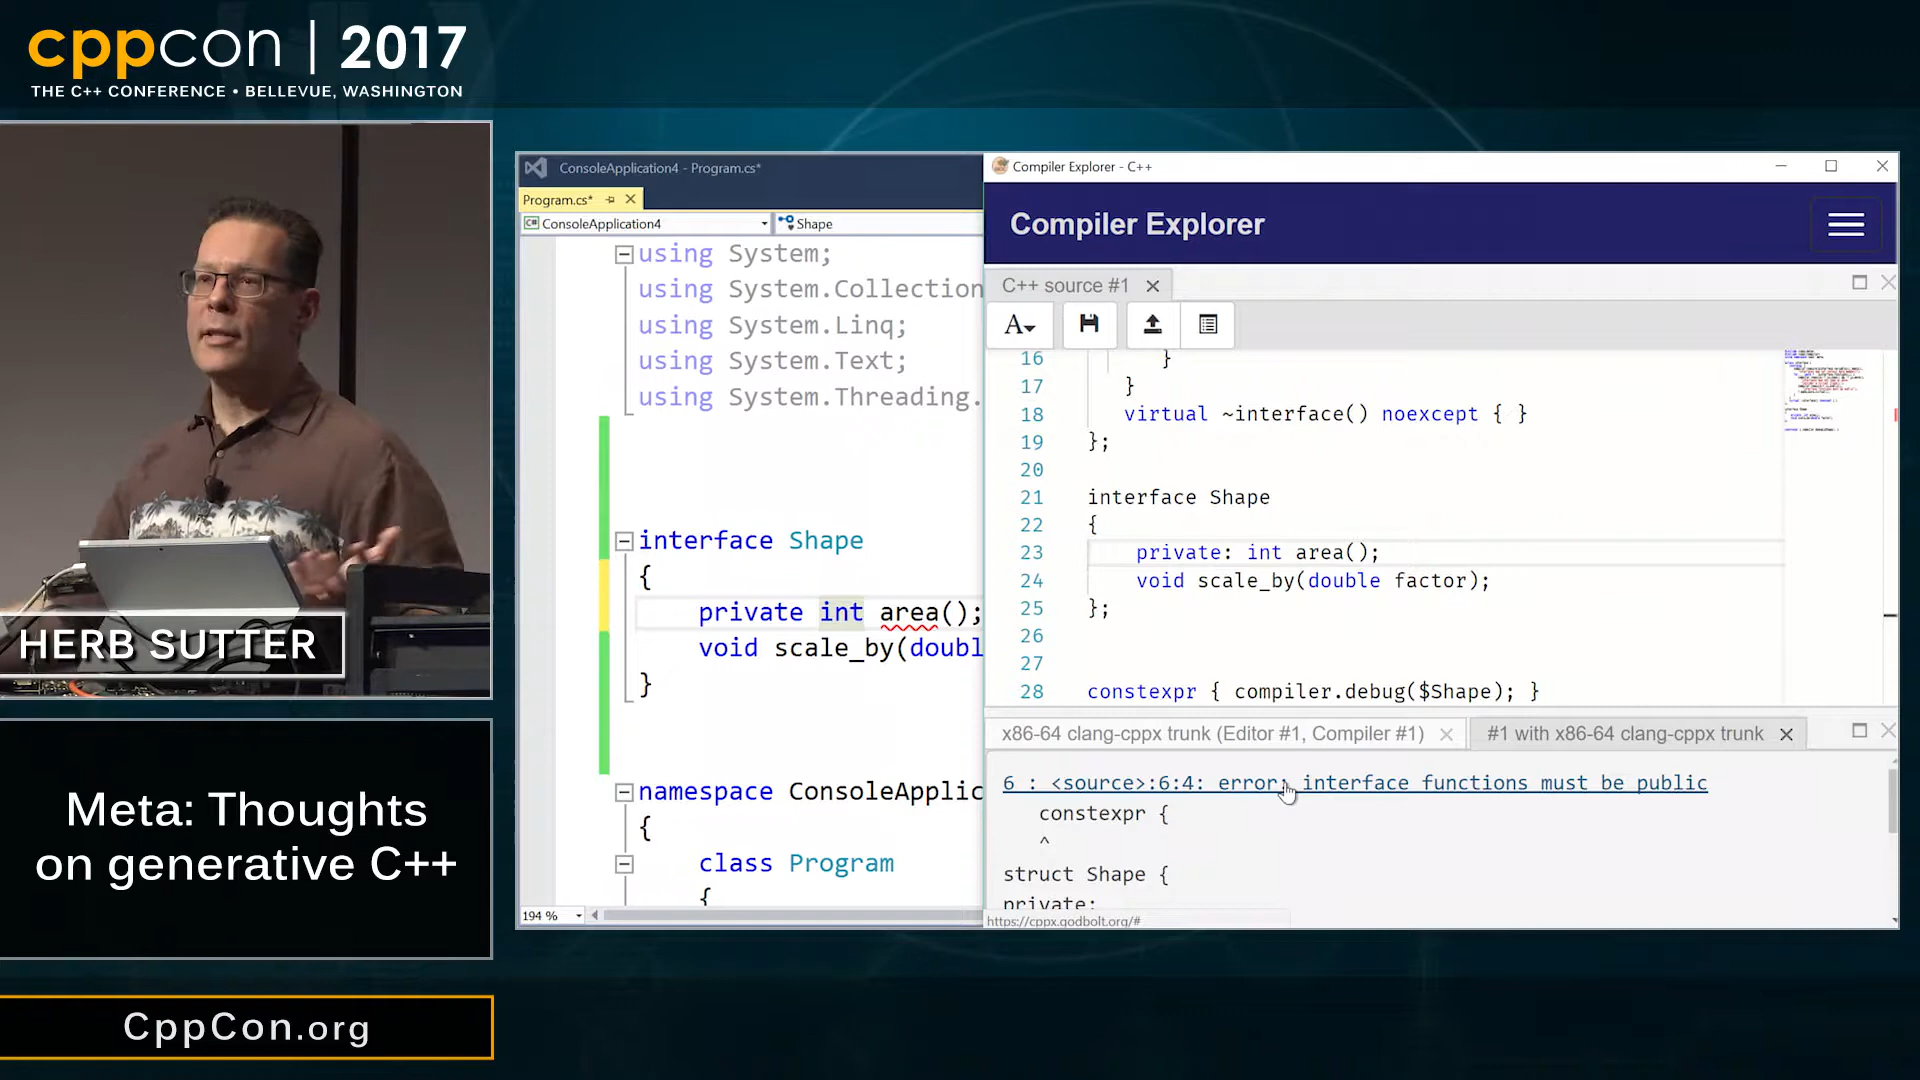 cppcon | 2017
THE C++ CONFERENCE • BELLEVUE, WASHINGTON
HERB SUTTER
Meta: Thoughts
on generative C++
CppCon.org
ConsoleApplication4 - Program.cs*
Program.cs*
ConsoleApplication4
Shape
using System;
using System.Collection
using System.Linq;
using System.Text;
using System.Threading.
interface Shape
{
private int area();
void scale_by(doubl
}
namespace ConsoleApplic
{
class Program
{
194 %
Compiler Explorer - C++
Compiler Explorer
C++ source #1
A
16 }
17 }
18 virtual ~interface() noexcept { }
19 };
20
21 interface Shape
22 {
23 private: int area();
24 void scale_by(double factor);
25 };
26
27
28 constexpr { compiler.debug($Shape); }
x86-64 clang-cppx trunk (Editor #1, Compiler #1)
#1 with x86-64 clang-cppx trunk
6 : <source>:6:4: error: interface functions must be public
constexpr {
^
struct Shape {
private:
https://cppx.godbolt.org/#